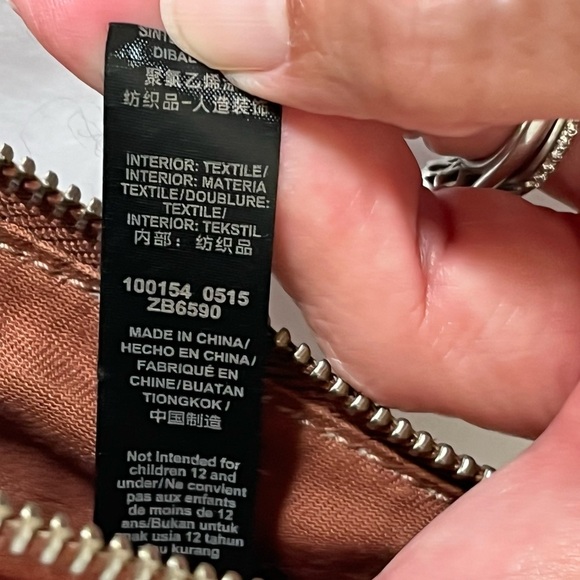 DIBAL
聚氯乙烯
纺织品-人造装饰
INTERIOR: TEXTILE/
INTERIOR: MATERIA
TEXTILE/DOUBLURE:
TEXTILE/
INTERIOR: TEKSTIL
内部：纺织品
100154 0515
ZB6590
MADE IN CHINA/
HECHO EN CHINA/
FABRIQUÉ EN
CHINE/BUATAN
TIONGKOK/
中国制造
Not Intended for
children 12 and
under/Ne convient
pas aux enfants
de moins de 12
ans/Bukan untuk
mak usia 12 tahun
kurang